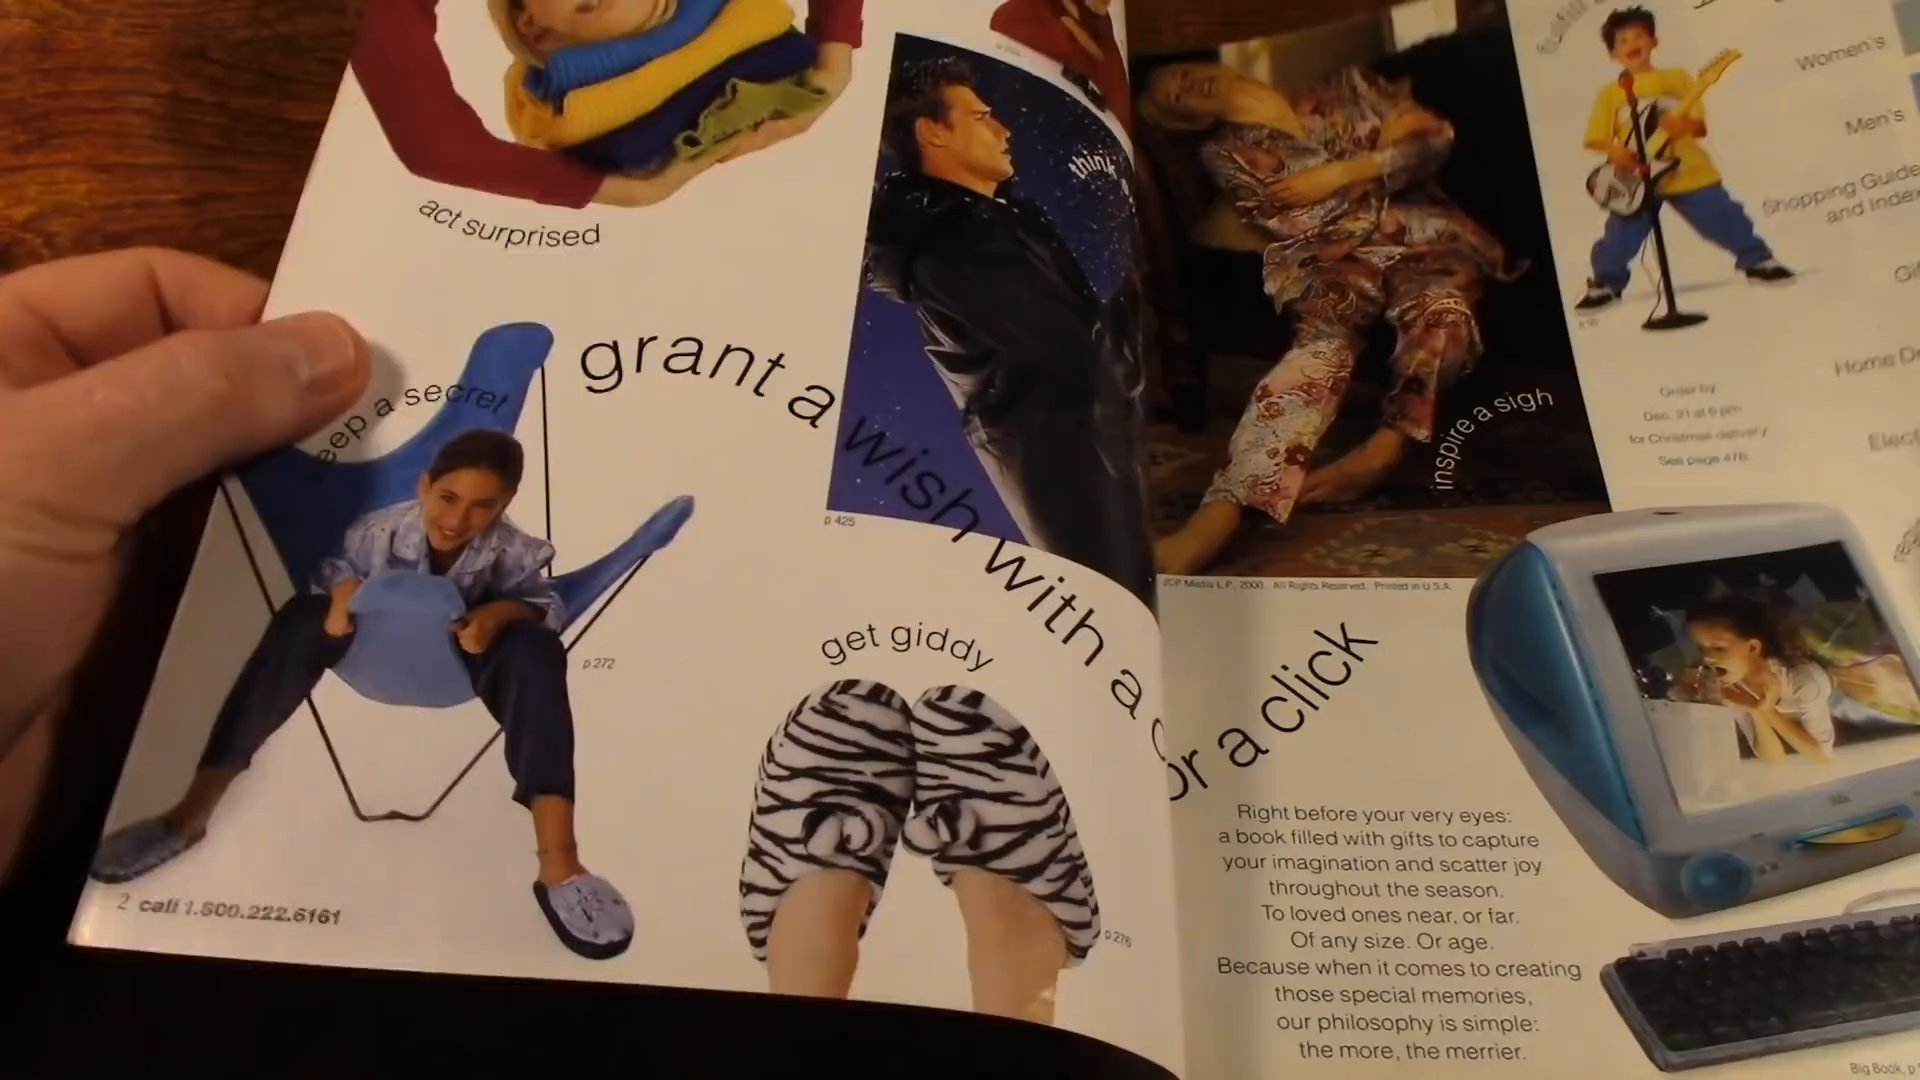 act surprised
think
keep a secret
grant a wish with a
p 425
p 272
get giddy
p 276
2 call 1.800.222.6161
inspire a sigh
JCP Media L.P. 2000. All Rights Reserved. Printed in U.S.A.
or a click
Right before your very eyes:
a book filled with gifts to capture
your imagination and scatter joy
throughout the season.
To loved ones near, or far.
Of any size. Or age.
Because when it comes to creating
those special memories,
our philosophy is simple:
the more, the merrier.
Women's
Men's
Shopping Guide
and Index
Home De
Elect
Order by
Dec. 21 at 6 pm
for Christmas delivery.
See page 476.
Big Book, p